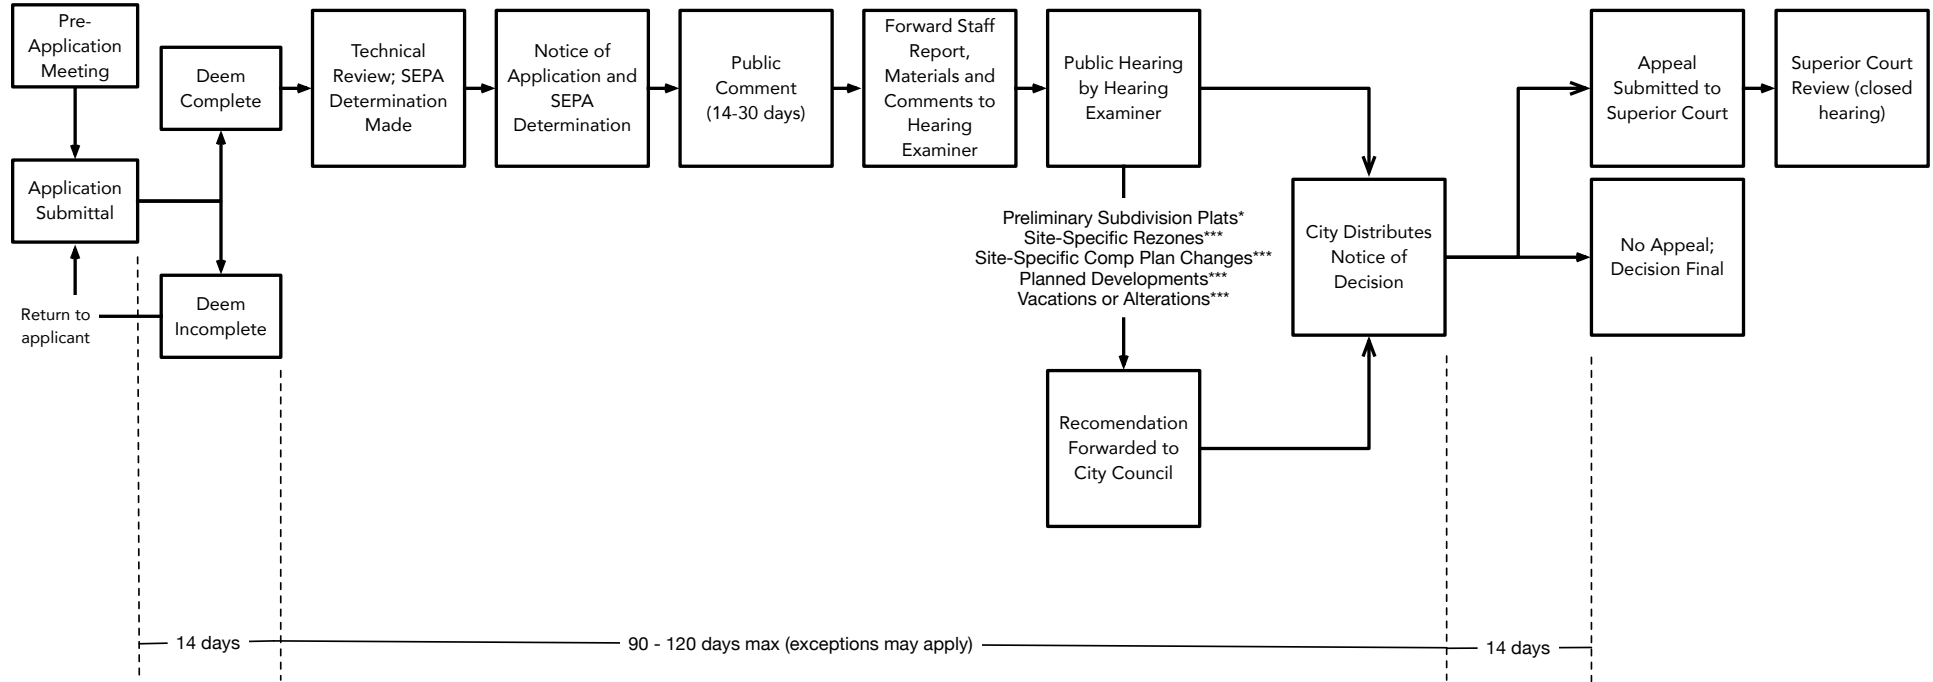 Pre-
Application
Meeting
Application
Submittal
Return to
applicant
Deem
Complete
Deem
Incomplete
Technical
Review; SEPA
Determination
Made
Notice of
Application and
SEPA
Determination
Public
Comment
(14-30 days)
Forward Staff
Report,
Materials and
Comments to
Hearing
Examiner
Public Hearing
by Hearing
Examiner
Preliminary Subdivision Plats*
Site-Specific Rezones***
Site-Specific Comp Plan Changes***
Planned Developments***
Vacations or Alterations***
Recomendation
Forwarded to
City Council
City Distributes
Notice of
Decision
Appeal
Submitted to
Superior Court
Superior Court
Review (closed
hearing)
No Appeal;
Decision Final
14 days
90 - 120 days max (exceptions may apply)
14 days